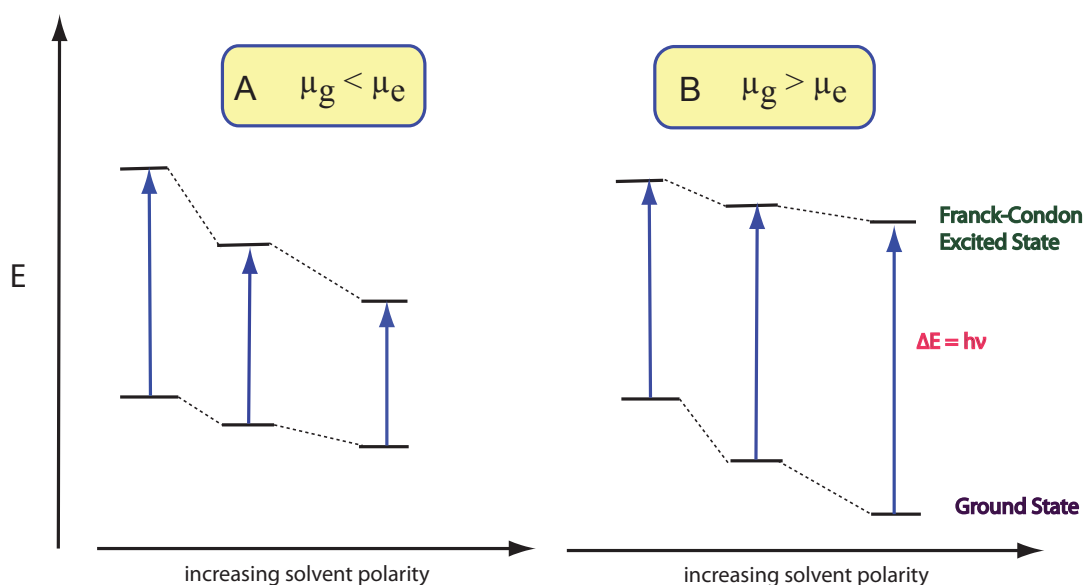 A μg < μe
B μg > μe
E
Franck-Condon
Excited State
ΔE = hν
Ground State
increasing solvent polarity
increasing solvent polarity